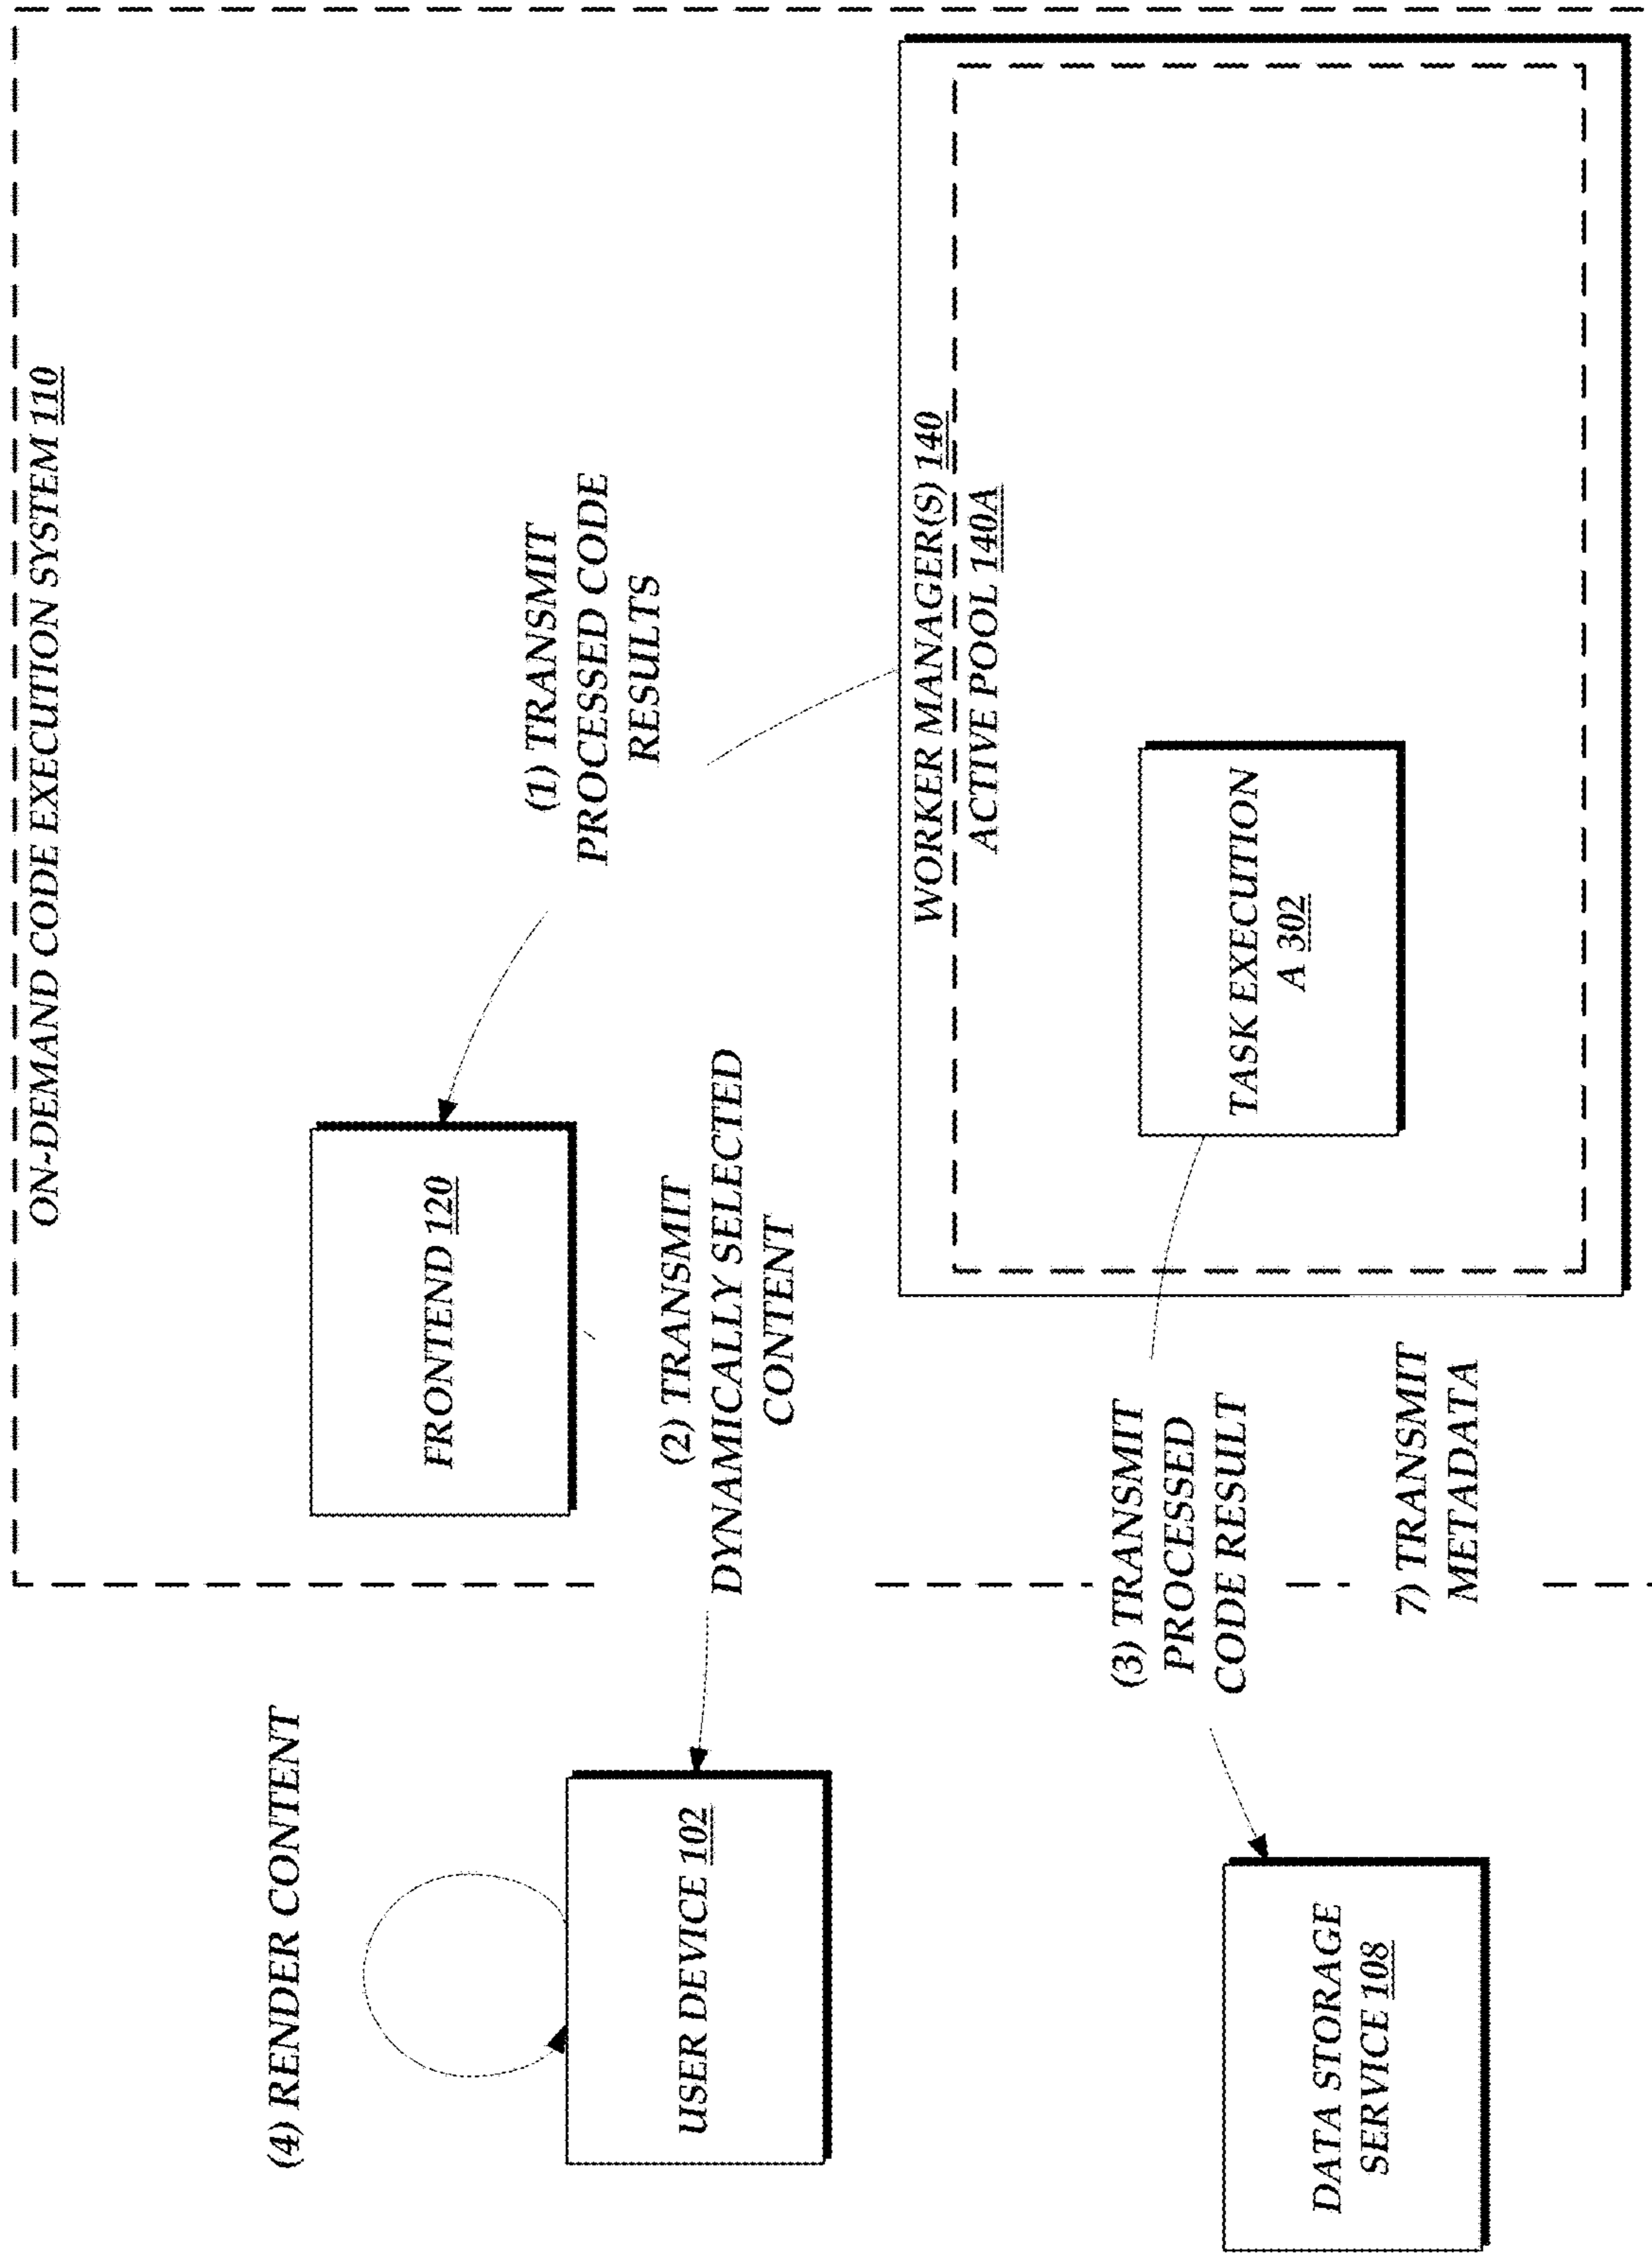 ON-DEMAND CODE EXECUTION SYSTEM 110
(4) RENDER CONTENT
FRONTEND 120
(1) TRANSMIT
PROCESSED CODE
RESULTS
USER DEVICE 102
(2) TRANSMIT
DYNAMICALLY SELECTED
CONTENT
WORKER MANAGER(S) 140
ACTIVE POOL 140A
(3) TRANSMIT
PROCESSED
CODE RESULT
TASK EXECUTION
A 302
DATA STORAGE
SERVICE 108
7) TRANSMIT
METADATA